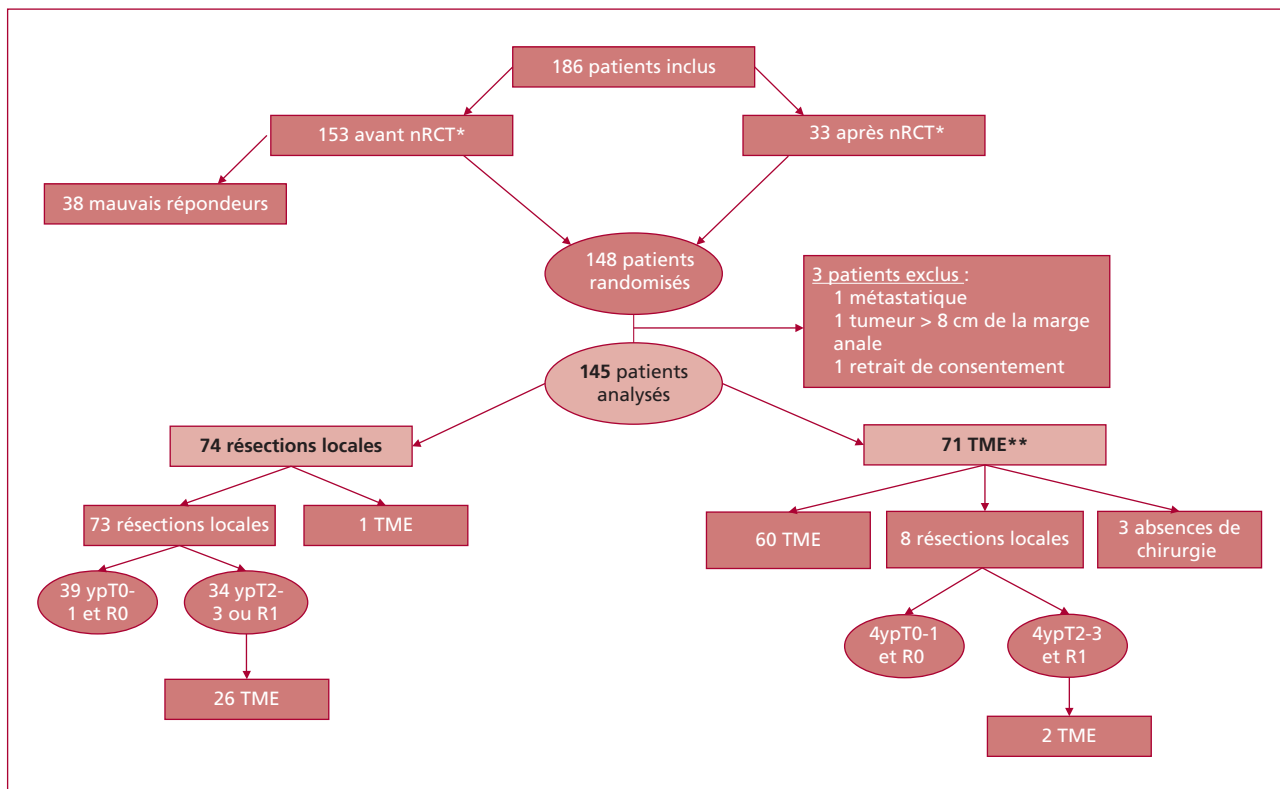 186 patients inclus
153 avant nRCT*
33 après nRCT*
38 mauvais répondeurs
148 patients
randomisés
3 patients exclus :
1 métastatique
1 tumeur > 8 cm de la marge
anale
1 retrait de consentement
145 patients
analysés
74 résections locales
71 TME**
73 résections locales
1 TME
60 TME
8 résections locales
3 absences de
chirurgie
39 ypT0-
1 et R0
34 ypT2-
3 ou R1
4ypT0-1
et R0
4ypT2-3
et R1
26 TME
2 TME